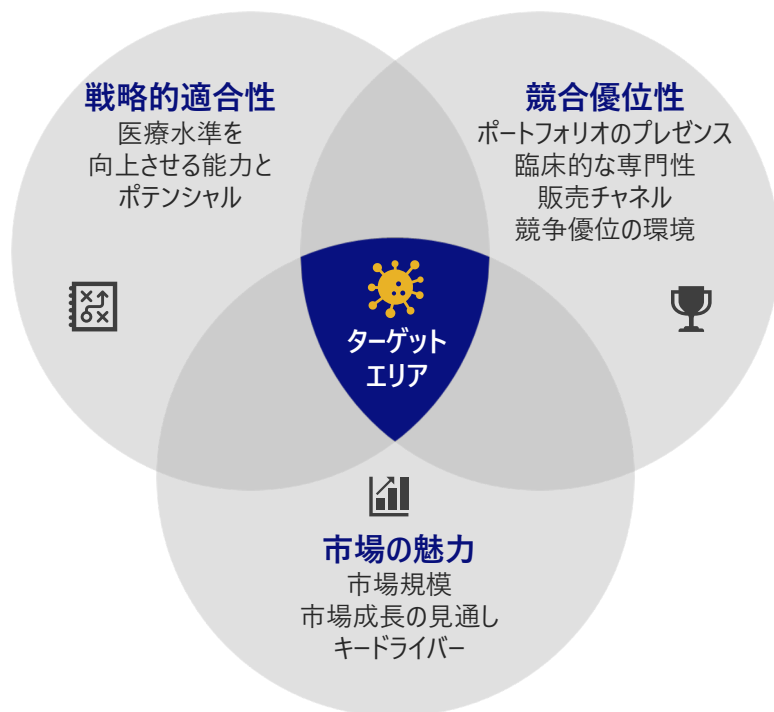 戦略的適合性
医療水準を
向上させる能力と
ポテンシャル
競合優位性
ポートフォリオのプレゼンス
臨床的な専門性
販売チャネル
競争優位の環境
ターゲット
エリア
市場の魅力
市場規模
市場成長の見通し
キードライバー